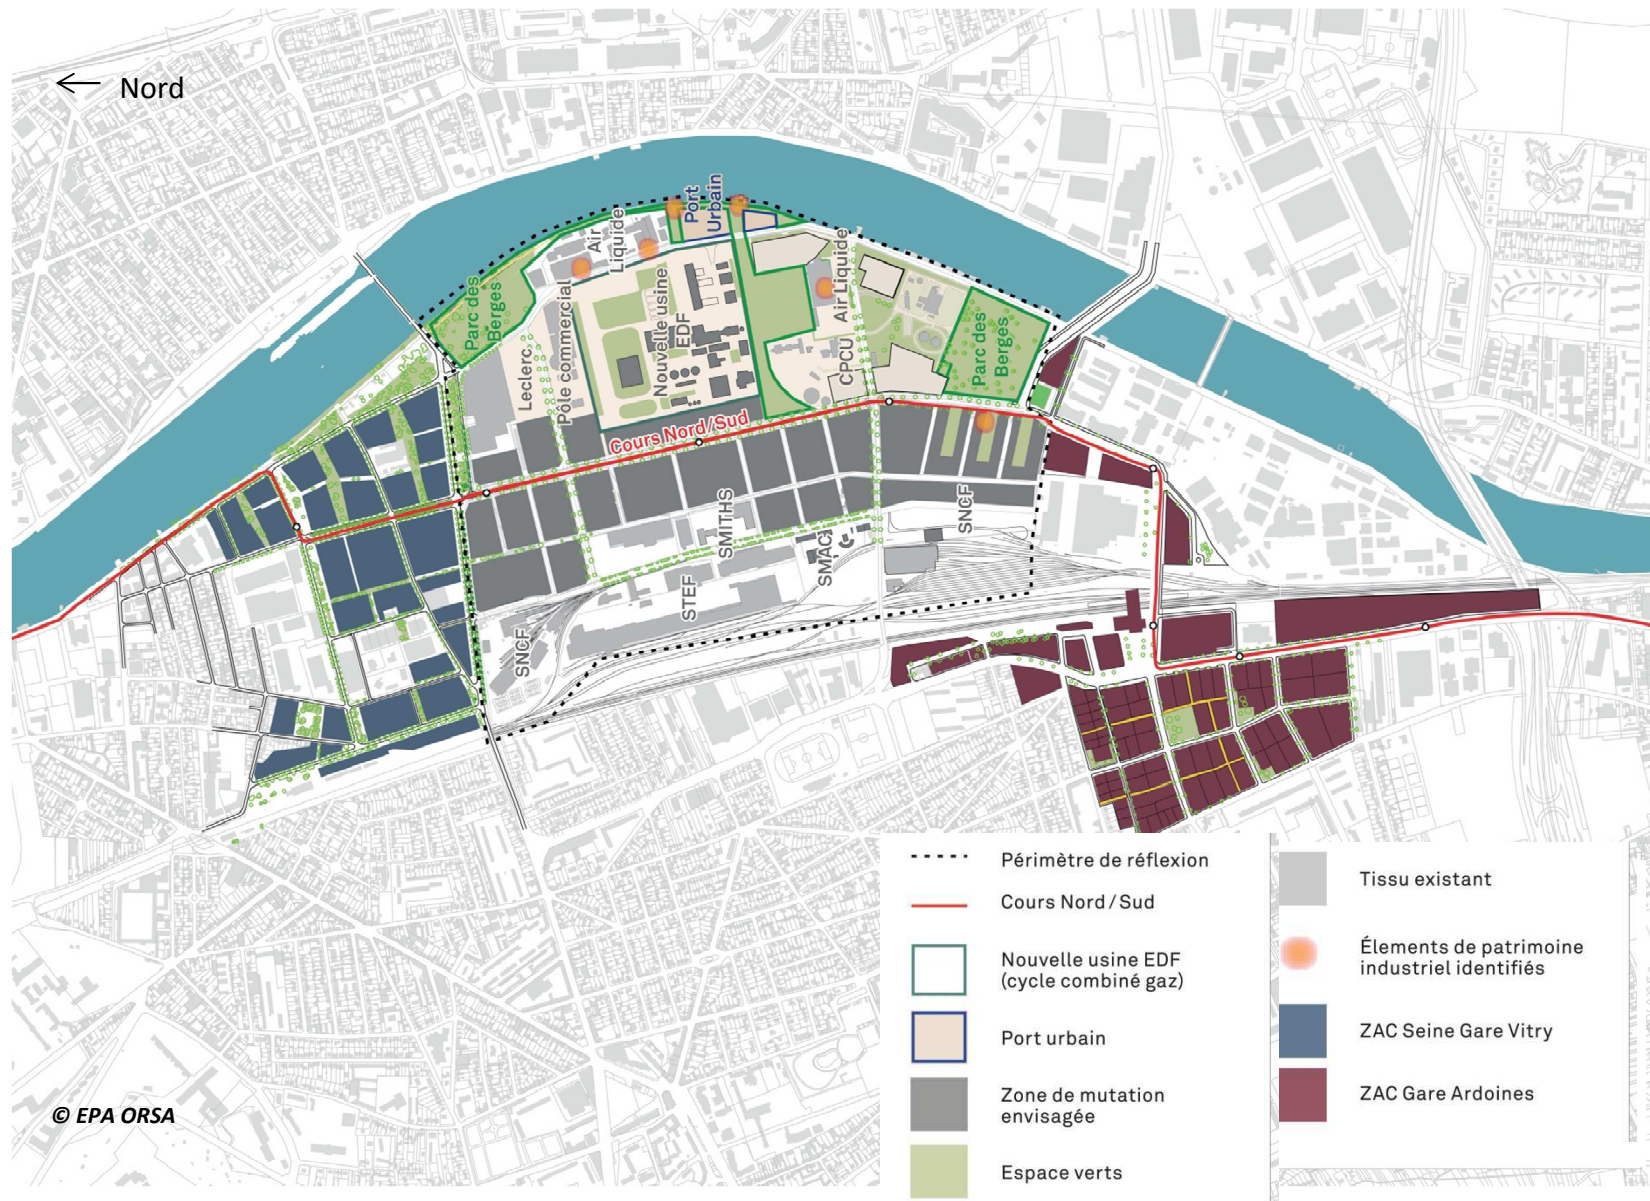 Nord
Parc des
Berges
Air
Liquide
Port
Urbain
Leclerc
Pôle commercial
Nouvelle usine
EDF
Air Liquide
CPCU
Parc des
Berges
Cours Nord/Sud
SMITHS
SNCF
SMAC
STEF
SNCF
Périmètre de réflexion
Cours Nord/Sud
Nouvelle usine EDF
(cycle combiné gaz)
Port urbain
Zone de mutation
envisagée
Espace verts
Tissu existant
Élements de patrimoine
industriel identifiés
ZAC Seine Gare Vitry
ZAC Gare Ardoines
© EPA ORSA